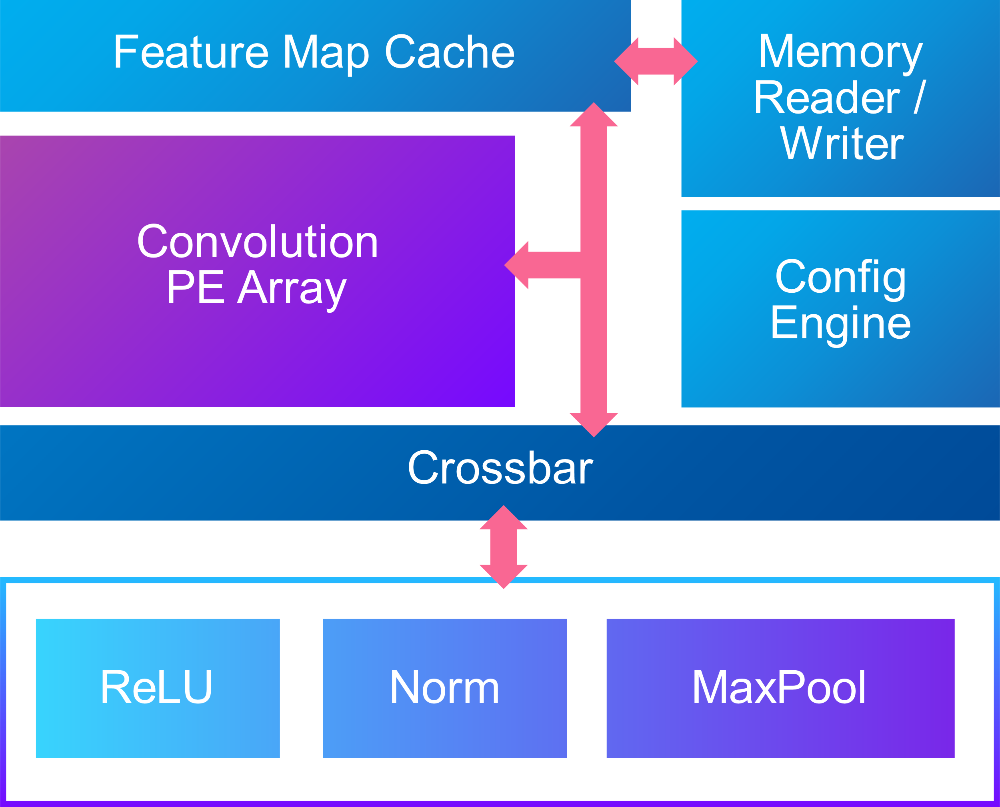 Feature Map Cache
Memory
Reader /
Writer
Convolution
PE Array
Config
Engine
Crossbar
ReLU
Norm
MaxPool